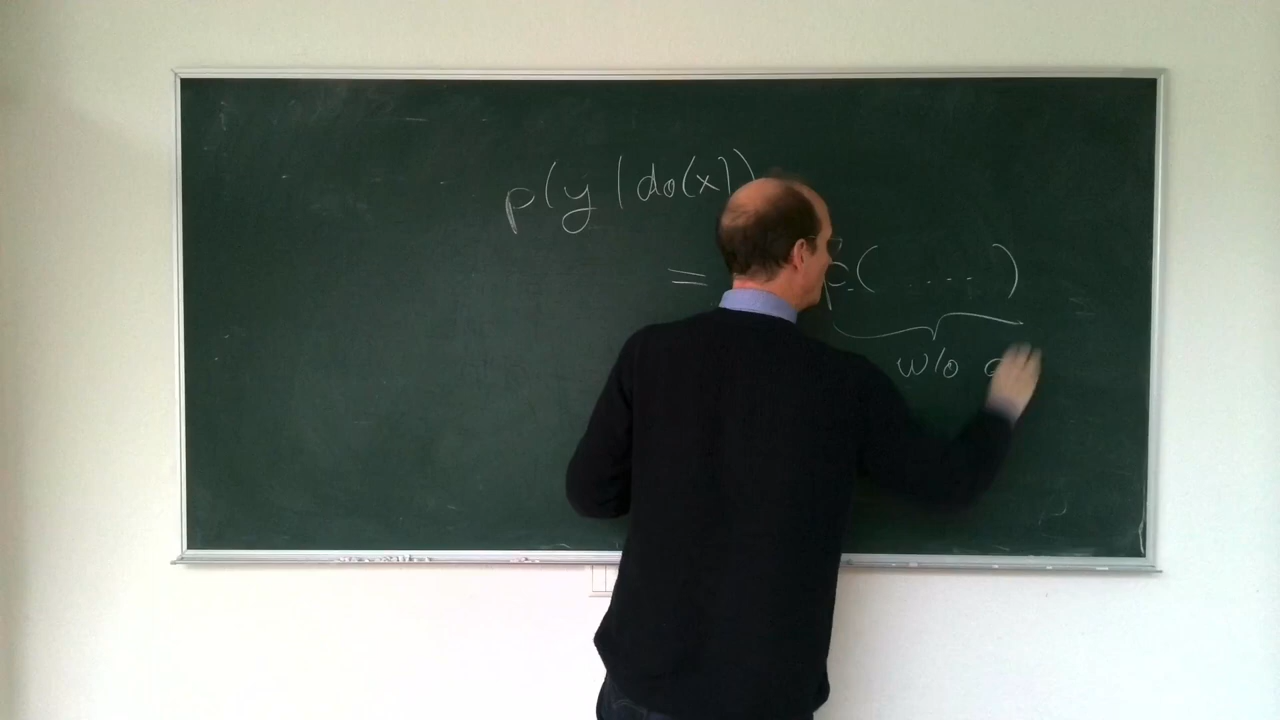 p(y | do(x))
= p(....)
w/o